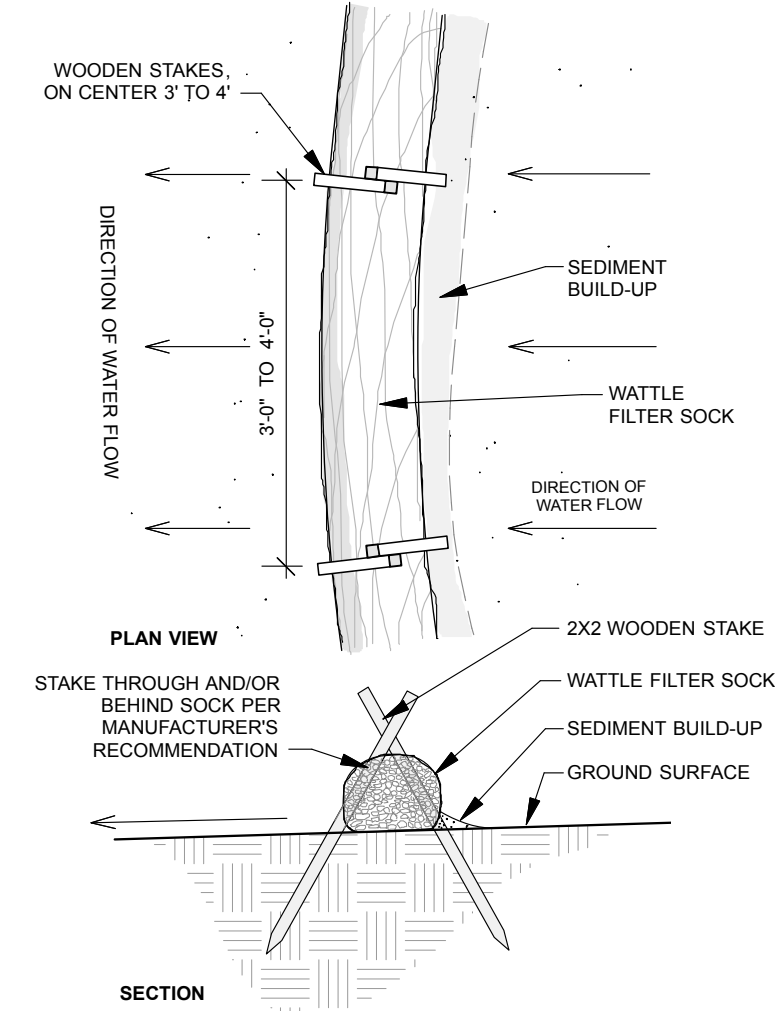 WOODEN STAKES,
ON CENTER 3' TO 4'
DIRECTION OF WATER FLOW
3'-0" TO 4'-0"
SEDIMENT
BUILD-UP
WATTLE
FILTER SOCK
DIRECTION OF
WATER FLOW
PLAN VIEW
2X2 WOODEN STAKE
STAKE THROUGH AND/OR
BEHIND SOCK PER
MANUFACTURER'S
RECOMMENDATION
WATTLE FILTER SOCK
SEDIMENT BUILD-UP
GROUND SURFACE
SECTION